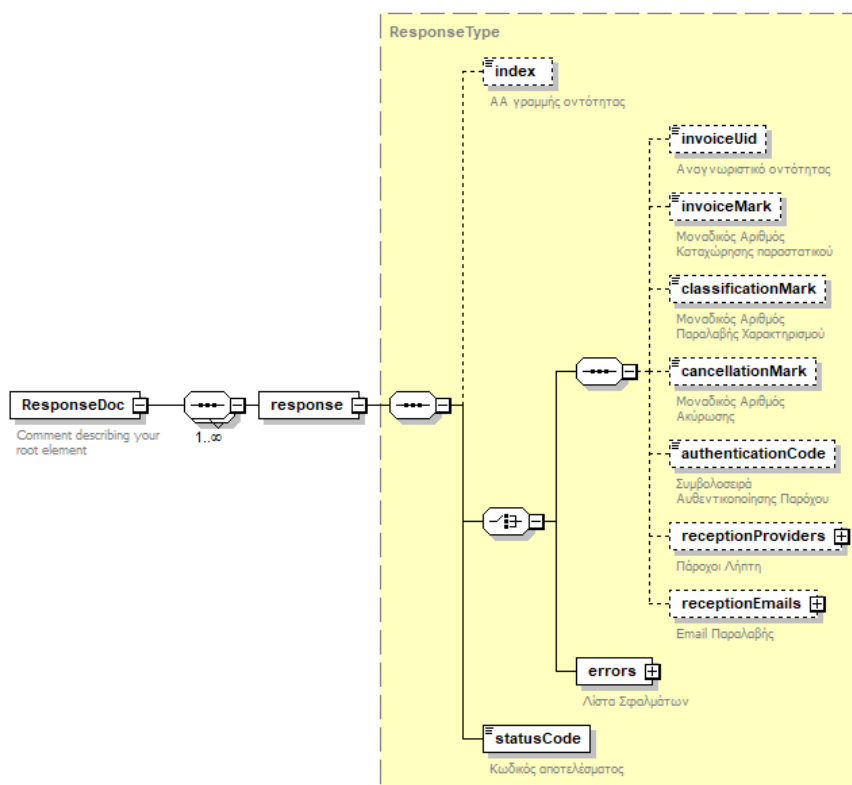 ResponseType
index
ΑΑ γραμμής οντότητας
invoiceUid
Αναγνωριστικό οντότητας
invoiceMark
Μοναδικός Αριθμός
Καταχώρησης παραστατικού
classificationMark
Μοναδικός Αριθμός
Παραλαβής Χαρακτηρισμού
cancellationMark
Μοναδικός Αριθμός
Ακύρωσης
ResponseDoc
Comment describing your
root element
1..∞
response
authenticationCode
Συμβολοσειρά
Αυθεντικοποίησης Παρόχου
receptionProviders
Πάροχοι Λήπτη
receptionEmails
Email Παραλαβής
errors
Λίστα Σφαλμάτων
statusCode
Κωδικός αποτελέσματος